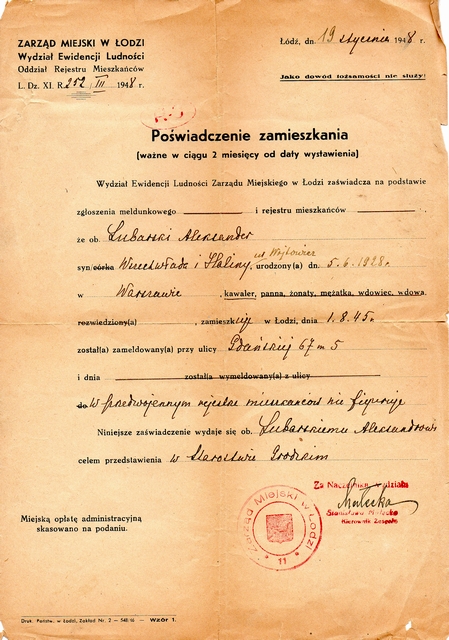 ZARZĄD MIEJSKI W ŁODZI
Wydział Ewidencji Ludności
Oddział Rejestru Mieszkańców
L. Dz. XI. R. 252 III 1948 r.
Łódź, dn. 19 stycznia 1948 r.
Jako dowód tożsamości nie służy!
Poświadczenie zamieszkania
(ważne w ciągu 2 miesięcy od daty wystawienia)
Wydział Ewidencji Ludności Zarządu Miejskiego w Łodzi zaświadcza na podstawie
zgłoszenia meldunkowego i rejestru mieszkańców
że ob. Lubarski Aleksander
syn/córka i Haliny, urodzony(a) dn. 5.6.1928 r.
w Warszawie, kawaler, panna, żonaty, mężatka, wdowiec, wdowa,
rozwiedziony(a), zamieszkuje w Łodzi, dnia 1.8.45 r.
został(a) zameldowany(a) przy ulicy Gdańskiej 67 m 5
i dnia został(a) wymeldowany(a) z ulicy
do W przedwojennym rejestrze mieszkańców nie figuruje
Niniejsze zaświadczenie wydaje się ob. Lubarskiemu Aleksandrowi
celem przedstawienia w Starostwie Grodzkim
Za Naczelnika Wydziału
Małecka
Stanisława Małecka
Kierownik Zespołu
Zarząd Miejski w Łodzi
11
Miejską opłatę administracyjną
skasowano na podaniu.
Druk. Państw. w Łodzi, Zakład Nr. 2 — 548/46 — Wzór 1.